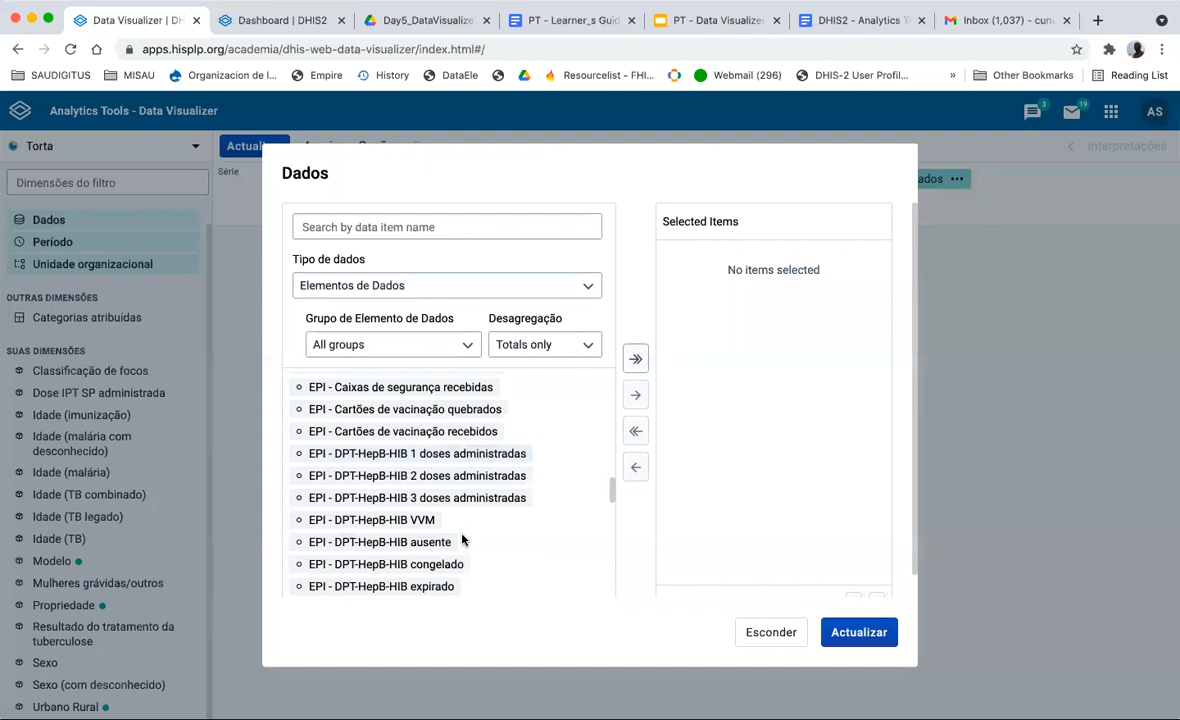 Data Visualizer | DH
Dashboard | DHIS2
Day5_DataVisualize
PT - Learner_s Guid
PT - Data Visualize
DHIS2 - Analytics T
Inbox (1,037) - cun
apps.hisplp.org/academia/dhis-web-data-visualizer/index.html#/
SAUDIGITUS
MISAU
Organizacion de I...
Empire
History
DataEle
Resourcelist - FHI...
Webmail (296)
DHIS-2 User Profil...
»
Other Bookmarks
Reading List
Analytics Tools - Data Visualizer
3
19
AS
Torta
Actuali
Interpretações
Série
Dimensões do filtro
ados •••
Dados
Período
Unidade organizacional
OUTRAS DIMENSÕES
Categorias atribuídas
SUAS DIMENSÕES
Classificação de focos
Dose IPT SP administrada
Idade (imunização)
Idade (malária com
desconhecido)
Idade (malária)
Idade (TB combinado)
Idade (TB legado)
Idade (TB)
Modelo
Mulheres grávidas/outros
Propriedade
Resultado do tratamento da
tuberculose
Sexo
Sexo (com desconhecido)
Urbano Rural
Dados
Search by data item name
Tipo de dados
Elementos de Dados
Grupo de Elemento de Dados
Desagregação
All groups
Totals only
EPI - Caixas de segurança recebidas
EPI - Cartões de vacinação quebrados
EPI - Cartões de vacinação recebidos
EPI - DPT-HepB-HIB 1 doses administradas
EPI - DPT-HepB-HIB 2 doses administradas
EPI - DPT-HepB-HIB 3 doses administradas
EPI - DPT-HepB-HIB VVM
EPI - DPT-HepB-HIB ausente
EPI - DPT-HepB-HIB congelado
EPI - DPT-HepB-HIB expirado
Selected Items
No items selected
Esconder
Actualizar